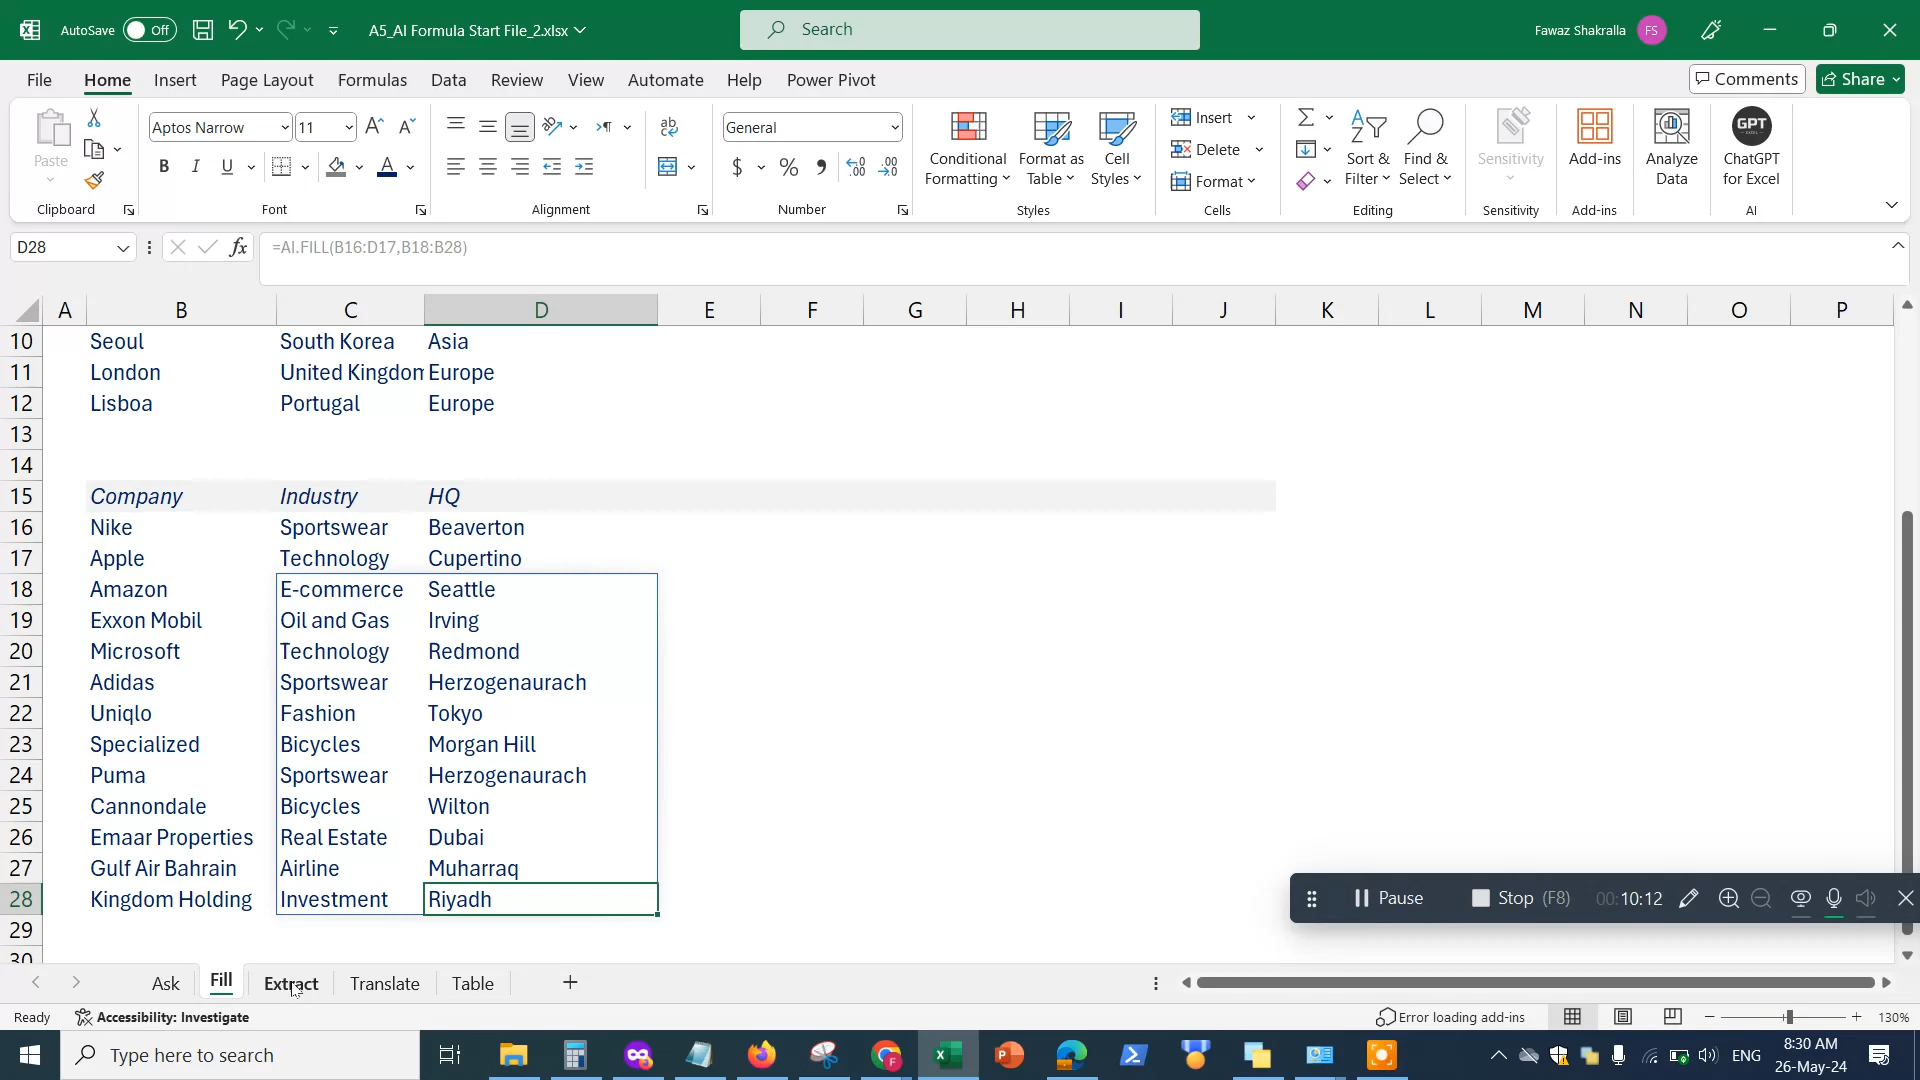 AutoSave Off A5_AI Formula Start File_2.xlsx Search Fawaz Shakralla FS
File Home Insert Page Layout Formulas Data Review View Automate Help Power Pivot Comments Share
Paste Aptos Narrow 11 General Conditional Formatting Format as Table Cell Styles Insert Delete Format Sort & Filter Find & Select Sensitivity Add-ins Analyze Data GPT ChatGPT for Excel
Clipboard Font Alignment Number Styles Cells Editing Sensitivity Add-ins AI
D28 fx =AI.FILL(B16:D17,B18:B28)
A B C D E F G H I J K L M N O P
10 Seoul South Korea Asia
11 London United Kingdom Europe
12 Lisboa Portugal Europe
13
14
15 Company Industry HQ
16 Nike Sportswear Beaverton
17 Apple Technology Cupertino
18 Amazon E-commerce Seattle
19 Exxon Mobil Oil and Gas Irving
20 Microsoft Technology Redmond
21 Adidas Sportswear Herzogenaurach
22 Uniqlo Fashion Tokyo
23 Specialized Bicycles Morgan Hill
24 Puma Sportswear Herzogenaurach
25 Cannondale Bicycles Wilton
26 Emaar Properties Real Estate Dubai
27 Gulf Air Bahrain Airline Muharraq
28 Kingdom Holding Investment Riyadh
29
30
Pause Stop (F8) 00:10:12
Ask Fill Extract Translate Table
Ready Accessibility: Investigate Error loading add-ins 130%
Type here to search ENG 8:30 AM
26-May-24